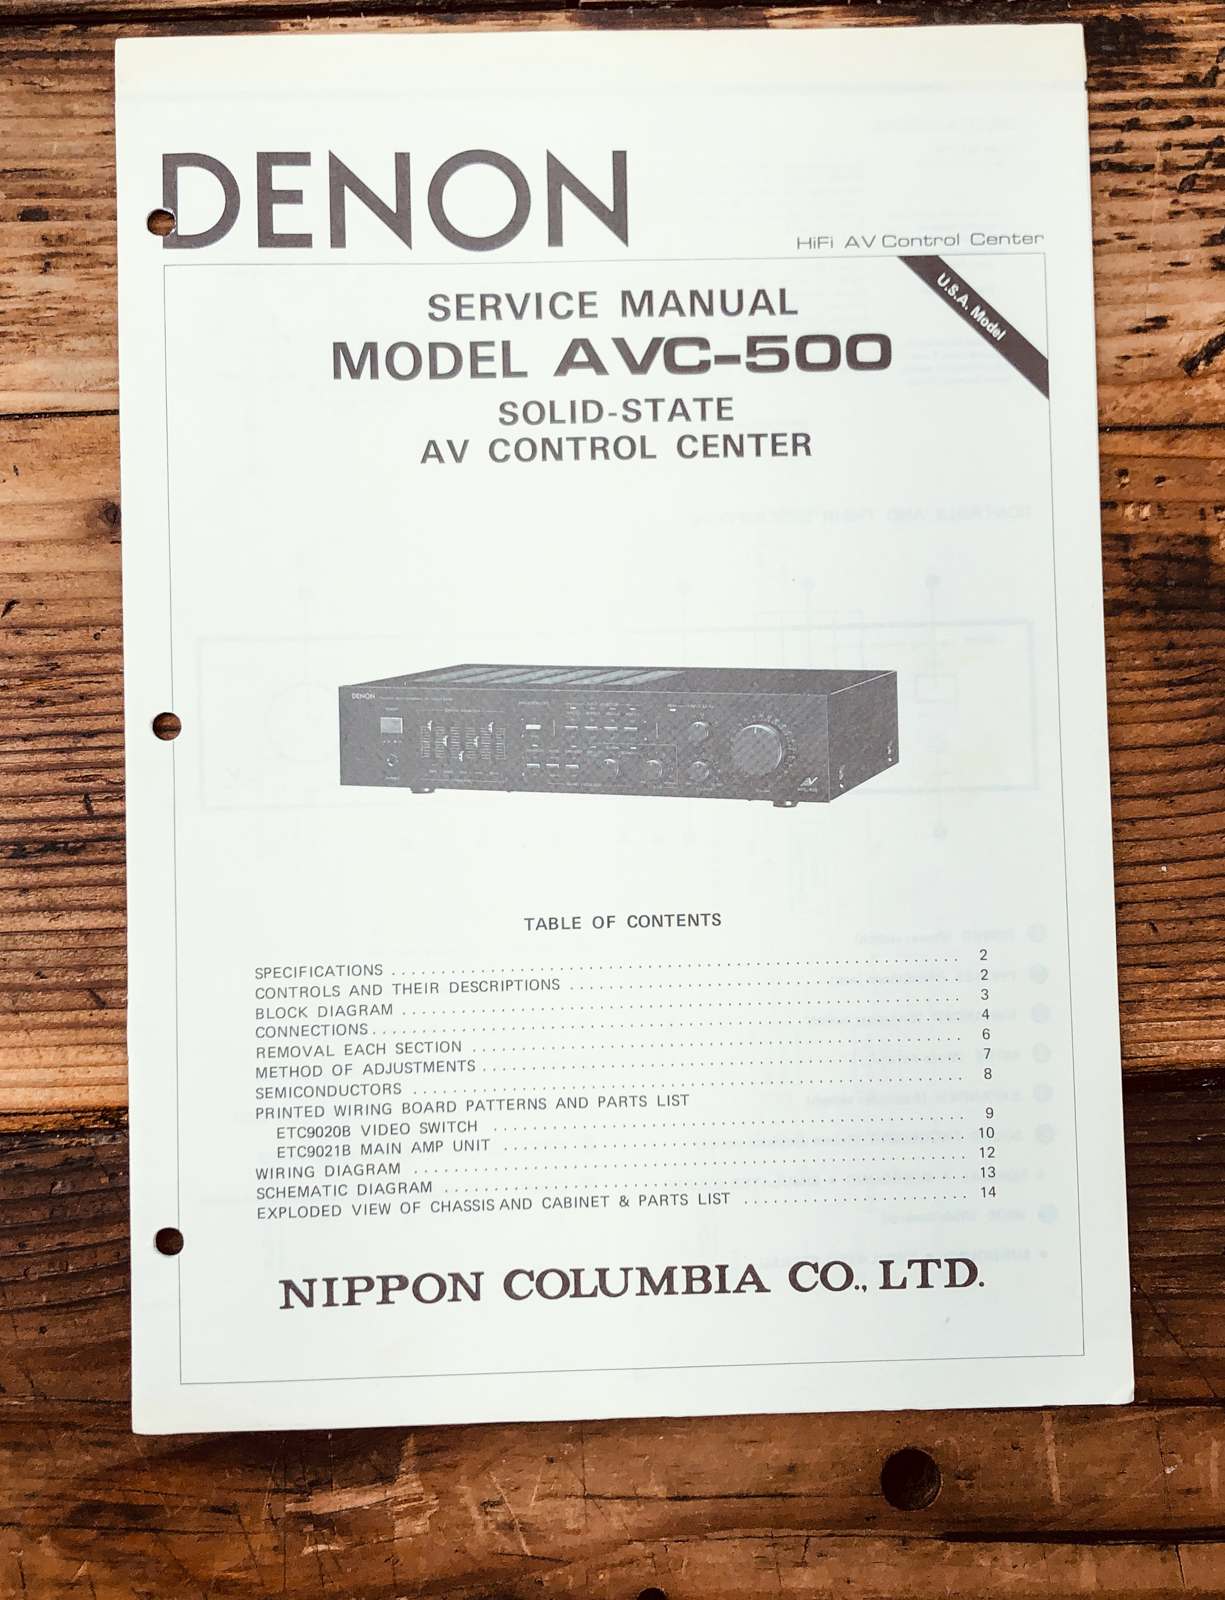 DENON
HiFi AV Control Center
U.S.A. Model
SERVICE MANUAL
MODEL AVC-500
SOLID-STATE
AV CONTROL CENTER
DENON
AV
TABLE OF CONTENTS
SPECIFICATIONS . . . . . . . . . . 2
CONTROLS AND THEIR DESCRIPTIONS . . . . . . . . . . 2
BLOCK DIAGRAM . . . . . . . . . . 3
CONNECTIONS . . . . . . . . . . 4
REMOVAL EACH SECTION . . . . . . . . . . 6
METHOD OF ADJUSTMENTS . . . . . . . . . . 7
SEMICONDUCTORS . . . . . . . . . . 8
PRINTED WIRING BOARD PATTERNS AND PARTS LIST
ETC9020B VIDEO SWITCH . . . . . . . . . . 9
ETC9021B MAIN AMP UNIT . . . . . . . . . . 10
WIRING DIAGRAM . . . . . . . . . . 12
SCHEMATIC DIAGRAM . . . . . . . . . . 13
EXPLODED VIEW OF CHASSIS AND CABINET & PARTS LIST . . . . . . . . . . 14
NIPPON COLUMBIA CO., LTD.